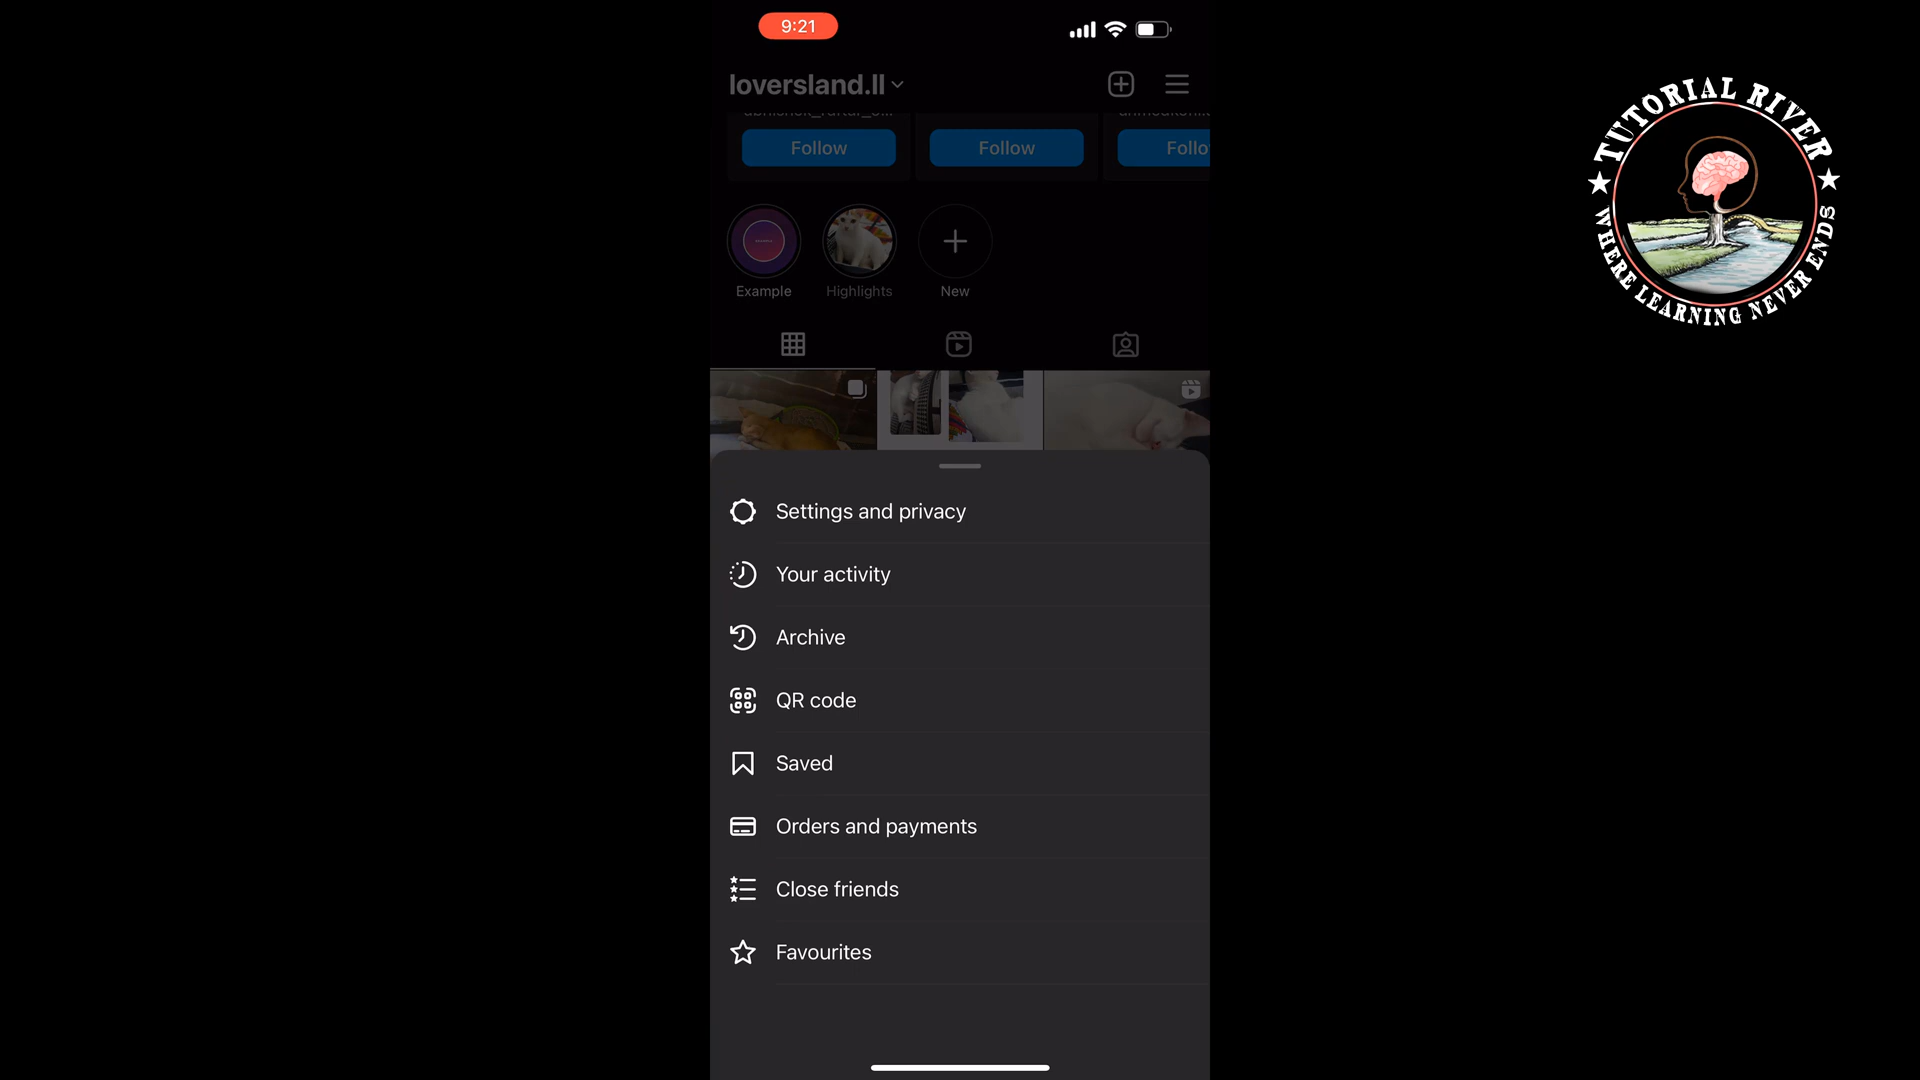 9:21
loversland.ll
Follow
Follow
Follo
Example
Highlights
New
Settings and privacy
Your activity
Archive
QR code
Saved
Orders and payments
Close friends
Favourites
TUTORIAL RIVER
WHERE LEARNING NEVER ENDS